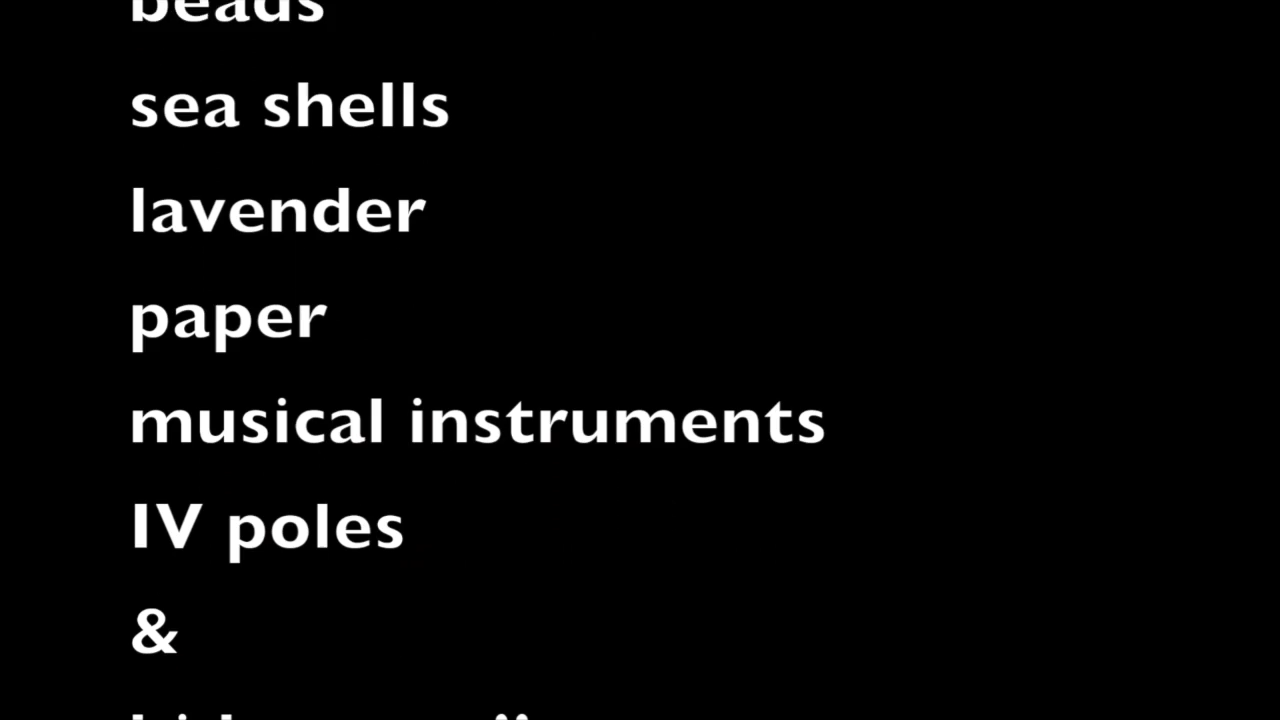 beads
sea shells
lavender
paper
musical instruments
IV poles
&